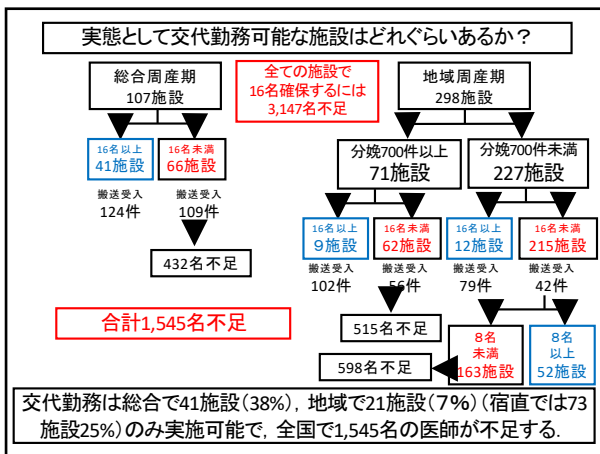 実態として交代勤務可能な施設はどれぐらいあるか？
総合周産期
107施設
全ての施設で
16名確保するには
3,147名不足
地域周産期
298施設
16名以上
41施設
16名未満
66施設
搬送受入
124件
搬送受入
109件
432名不足
分娩700件以上
71施設
分娩700件未満
227施設
16名以上
９施設
16名未満
62施設
16名以上
12施設
16名未満
215施設
搬送受入
102件
搬送受入
56件
搬送受入
79件
搬送受入
42件
合計1,545名不足
515名不足
598名不足
８名
未満
163施設
８名
以上
52施設
交代勤務は総合で41施設（38%），地域で21施設（７%）（宿直では73
施設25%）のみ実施可能で，全国で1,545名の医師が不足する.